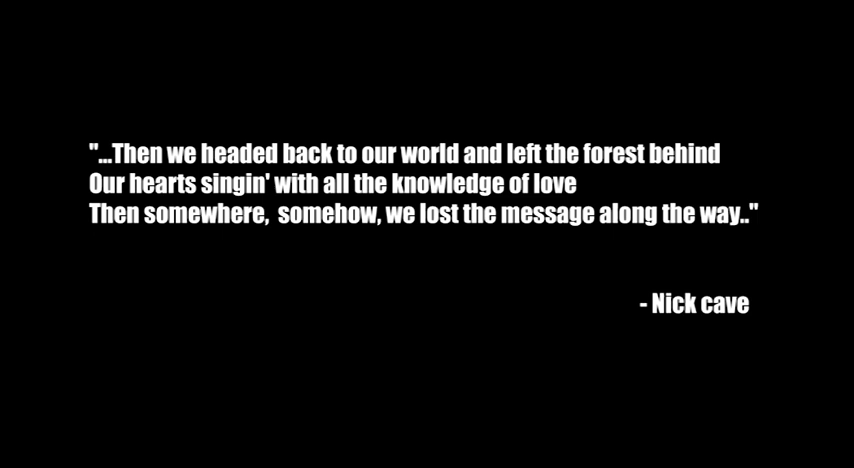 "...Then we headed back to our world and left the forest behind
Our hearts singin' with all the knowledge of love
Then somewhere,  somehow, we lost the message along the way.."
- Nick cave